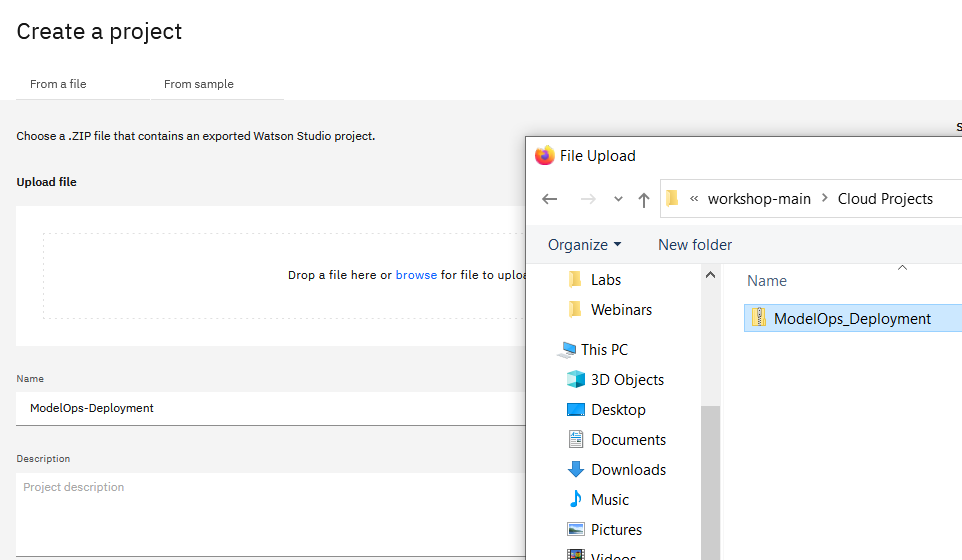 Create a project
From a file
From sample
Choose a .ZIP file that contains an exported Watson Studio project.
Upload file
Drop a file here or browse for file to uploa
Name
ModelOps-Deployment
Description
Project description
S
File Upload
« workshop-main > Cloud Projects
Organize
New folder
Labs
Webinars
This PC
3D Objects
Desktop
Documents
Downloads
Music
Pictures
Videos
Name
ModelOps_Deployment